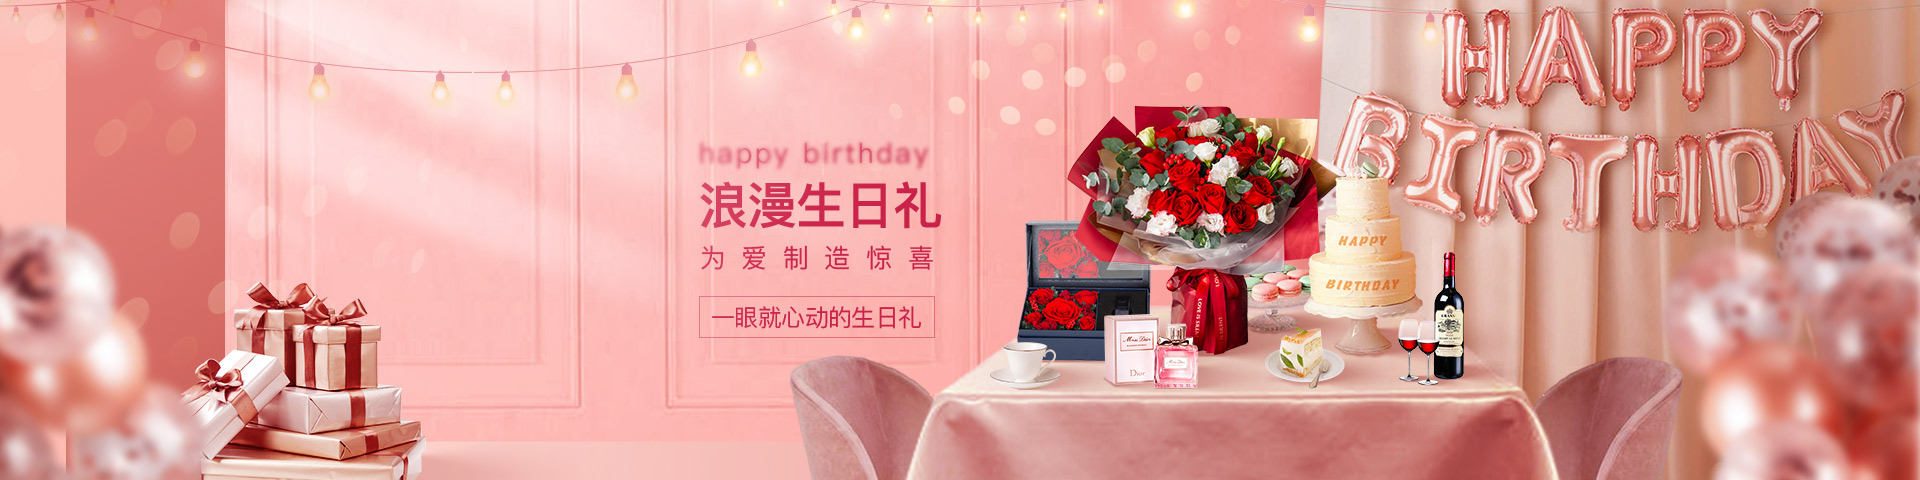 happy birthday
浪漫生日礼
为爱制造惊喜
一眼就心动的生日礼
HAPPY
BIRTHDAY
HAPPY
BIRTHDAY
Miss Dior
Dior